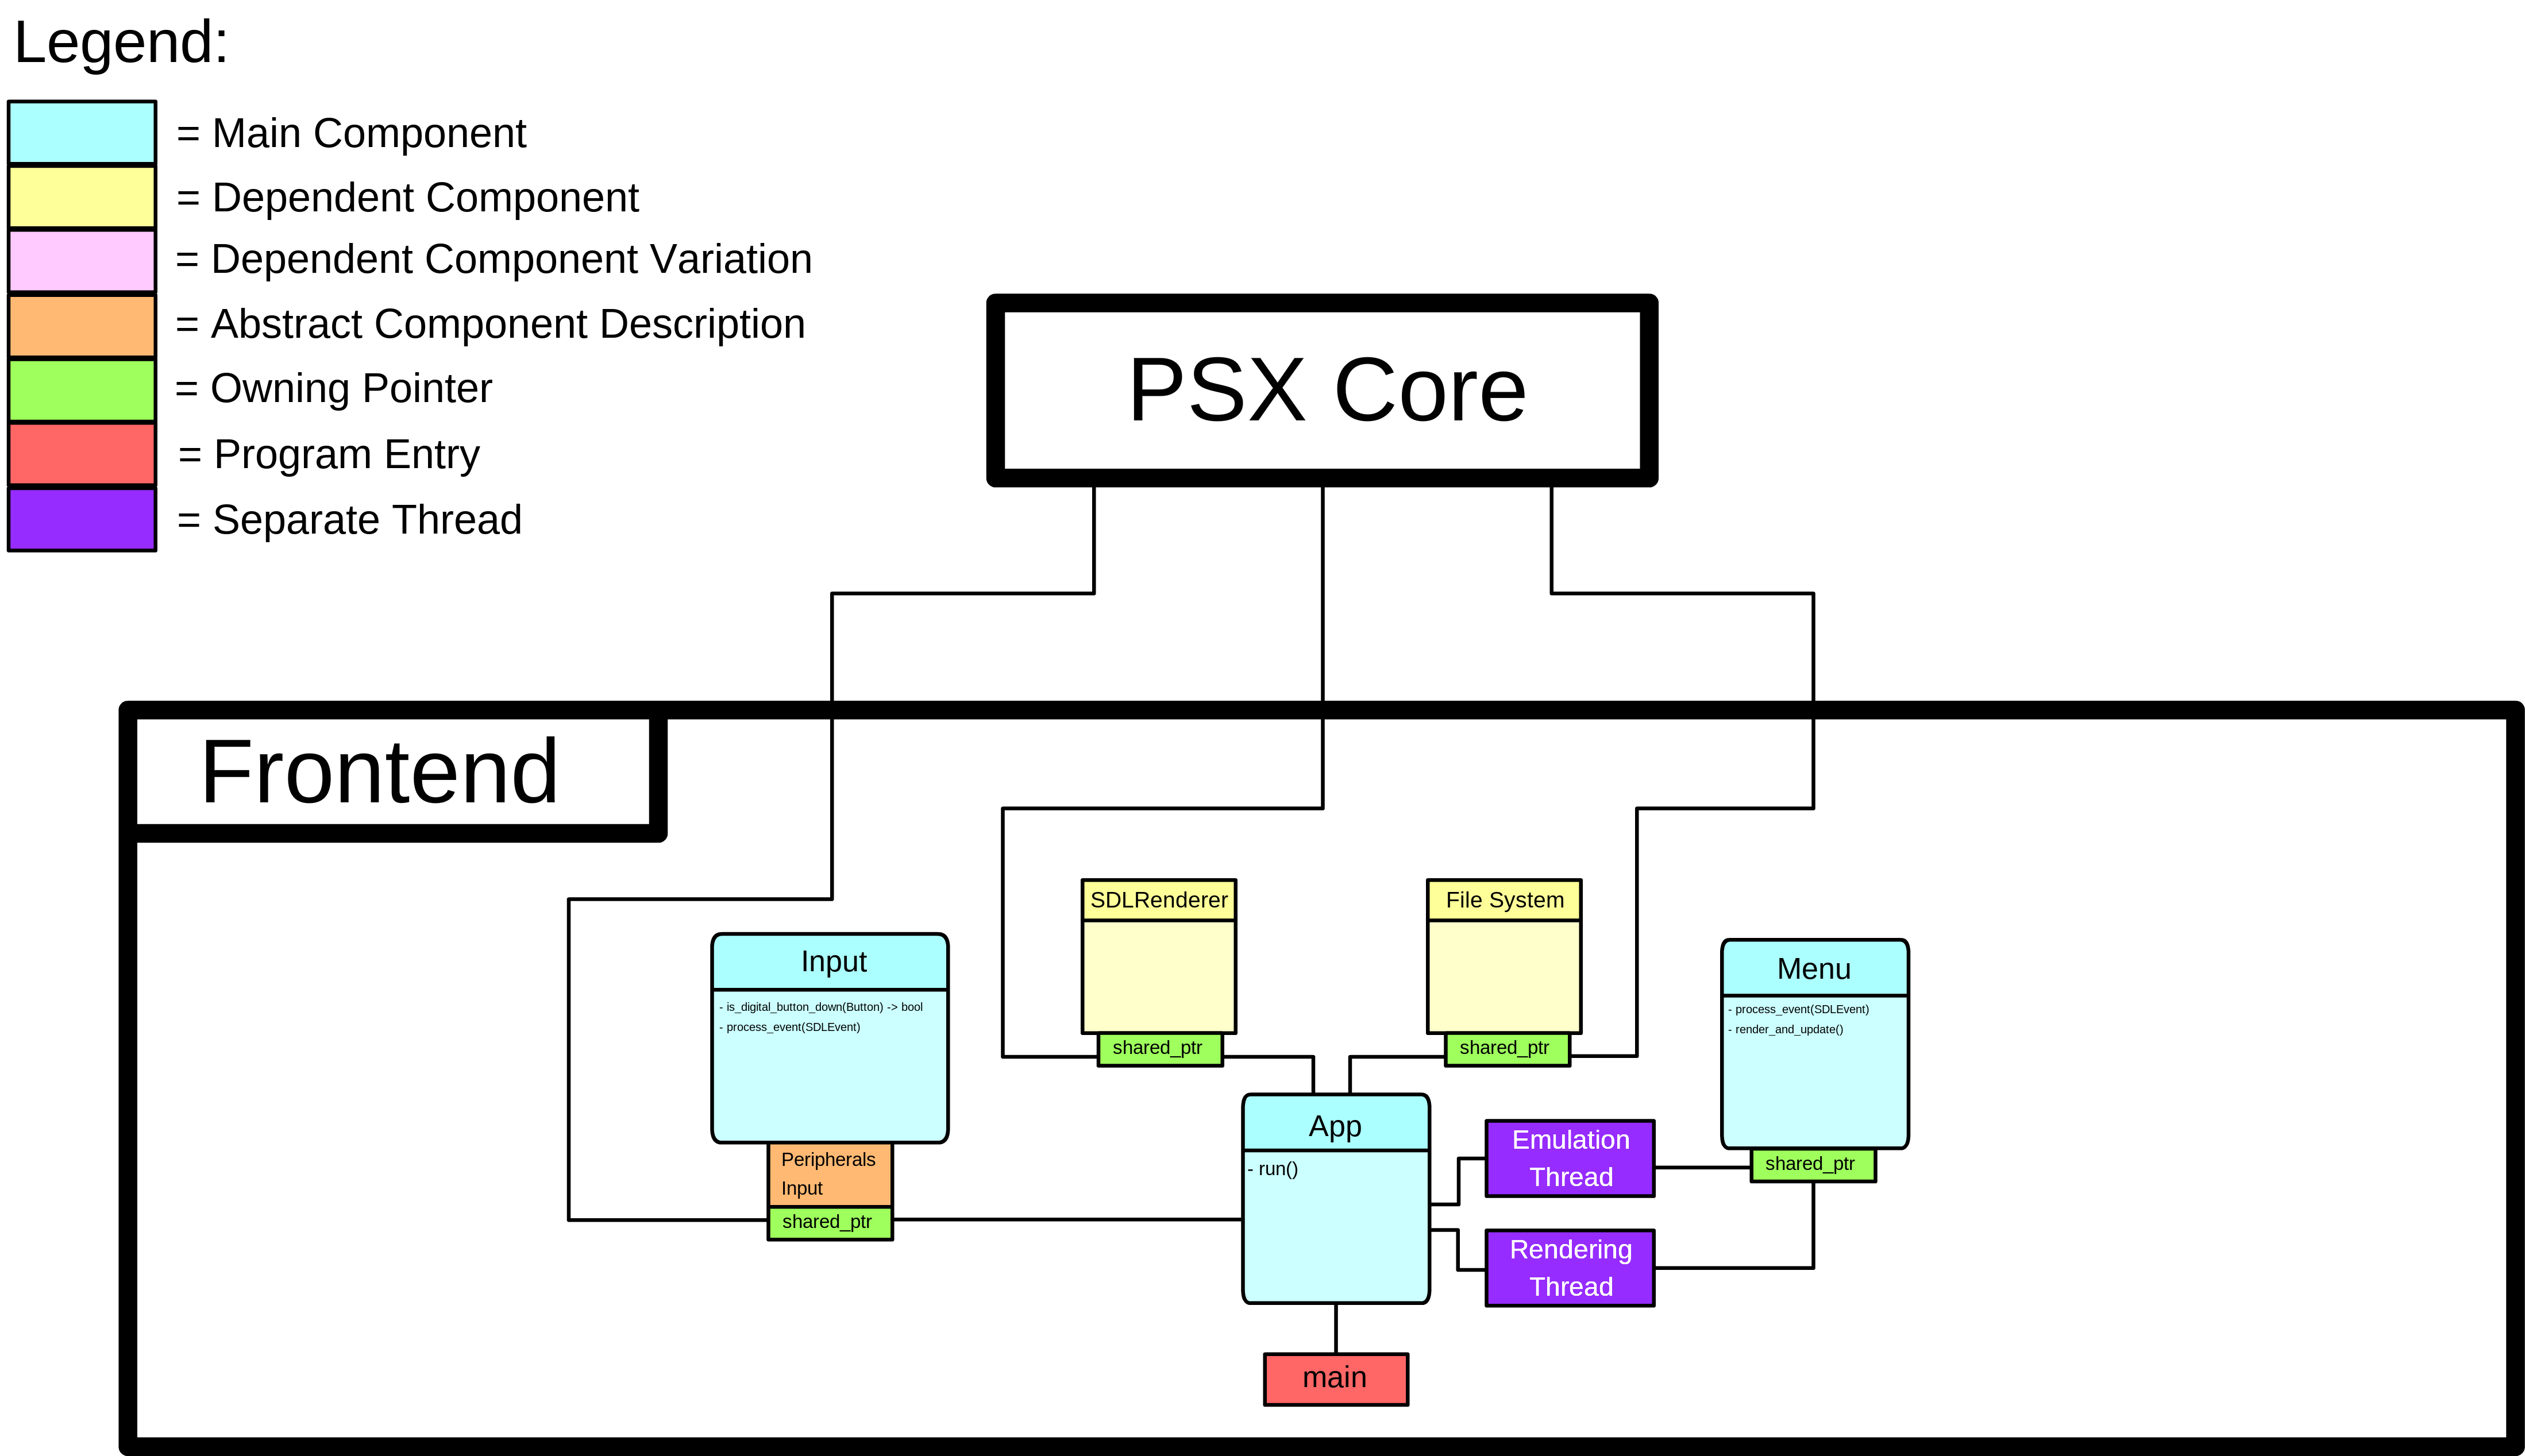 Legend:
= Main Component
= Dependent Component
= Dependent Component Variation
= Abstract Component Description
= Owning Pointer
= Program Entry
= Separate Thread
PSX Core
Frontend
Input
- is_digital_button_down(Button) -> bool
- process_event(SDLEvent)
Peripherals
Input
shared_ptr
SDLRenderer
shared_ptr
File System
shared_ptr
Menu
- process_event(SDLEvent)
- render_and_update()
shared_ptr
App
- run()
Emulation
Thread
Rendering
Thread
main